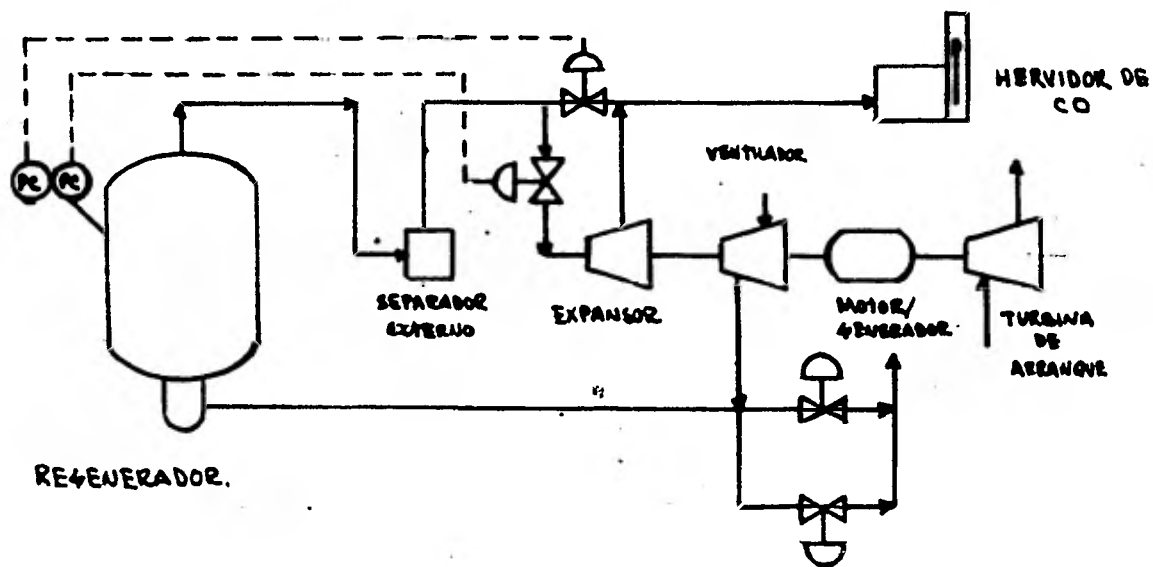 HERVIDOR DE
CO
VENTILADOR
PC PC
SEPARADOR
EXTERNO
EXPANSOR
MOTOR/
GENERADOR
TURBINA
DE
ARRANQUE
REGENERADOR.